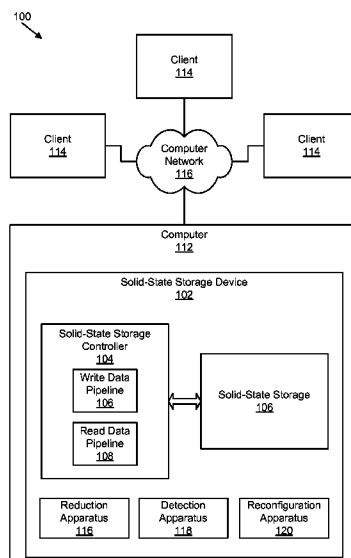 100
Client
114
Client
114
Client
114
Computer
Network
116
Computer
112
Solid-State Storage Device
102
Solid-State Storage
Controller
104
Write Data
Pipeline
106
Read Data
Pipeline
108
Solid-State Storage
106
Reduction
Apparatus
116
Detection
Apparatus
118
Reconfiguration
Apparatus
120